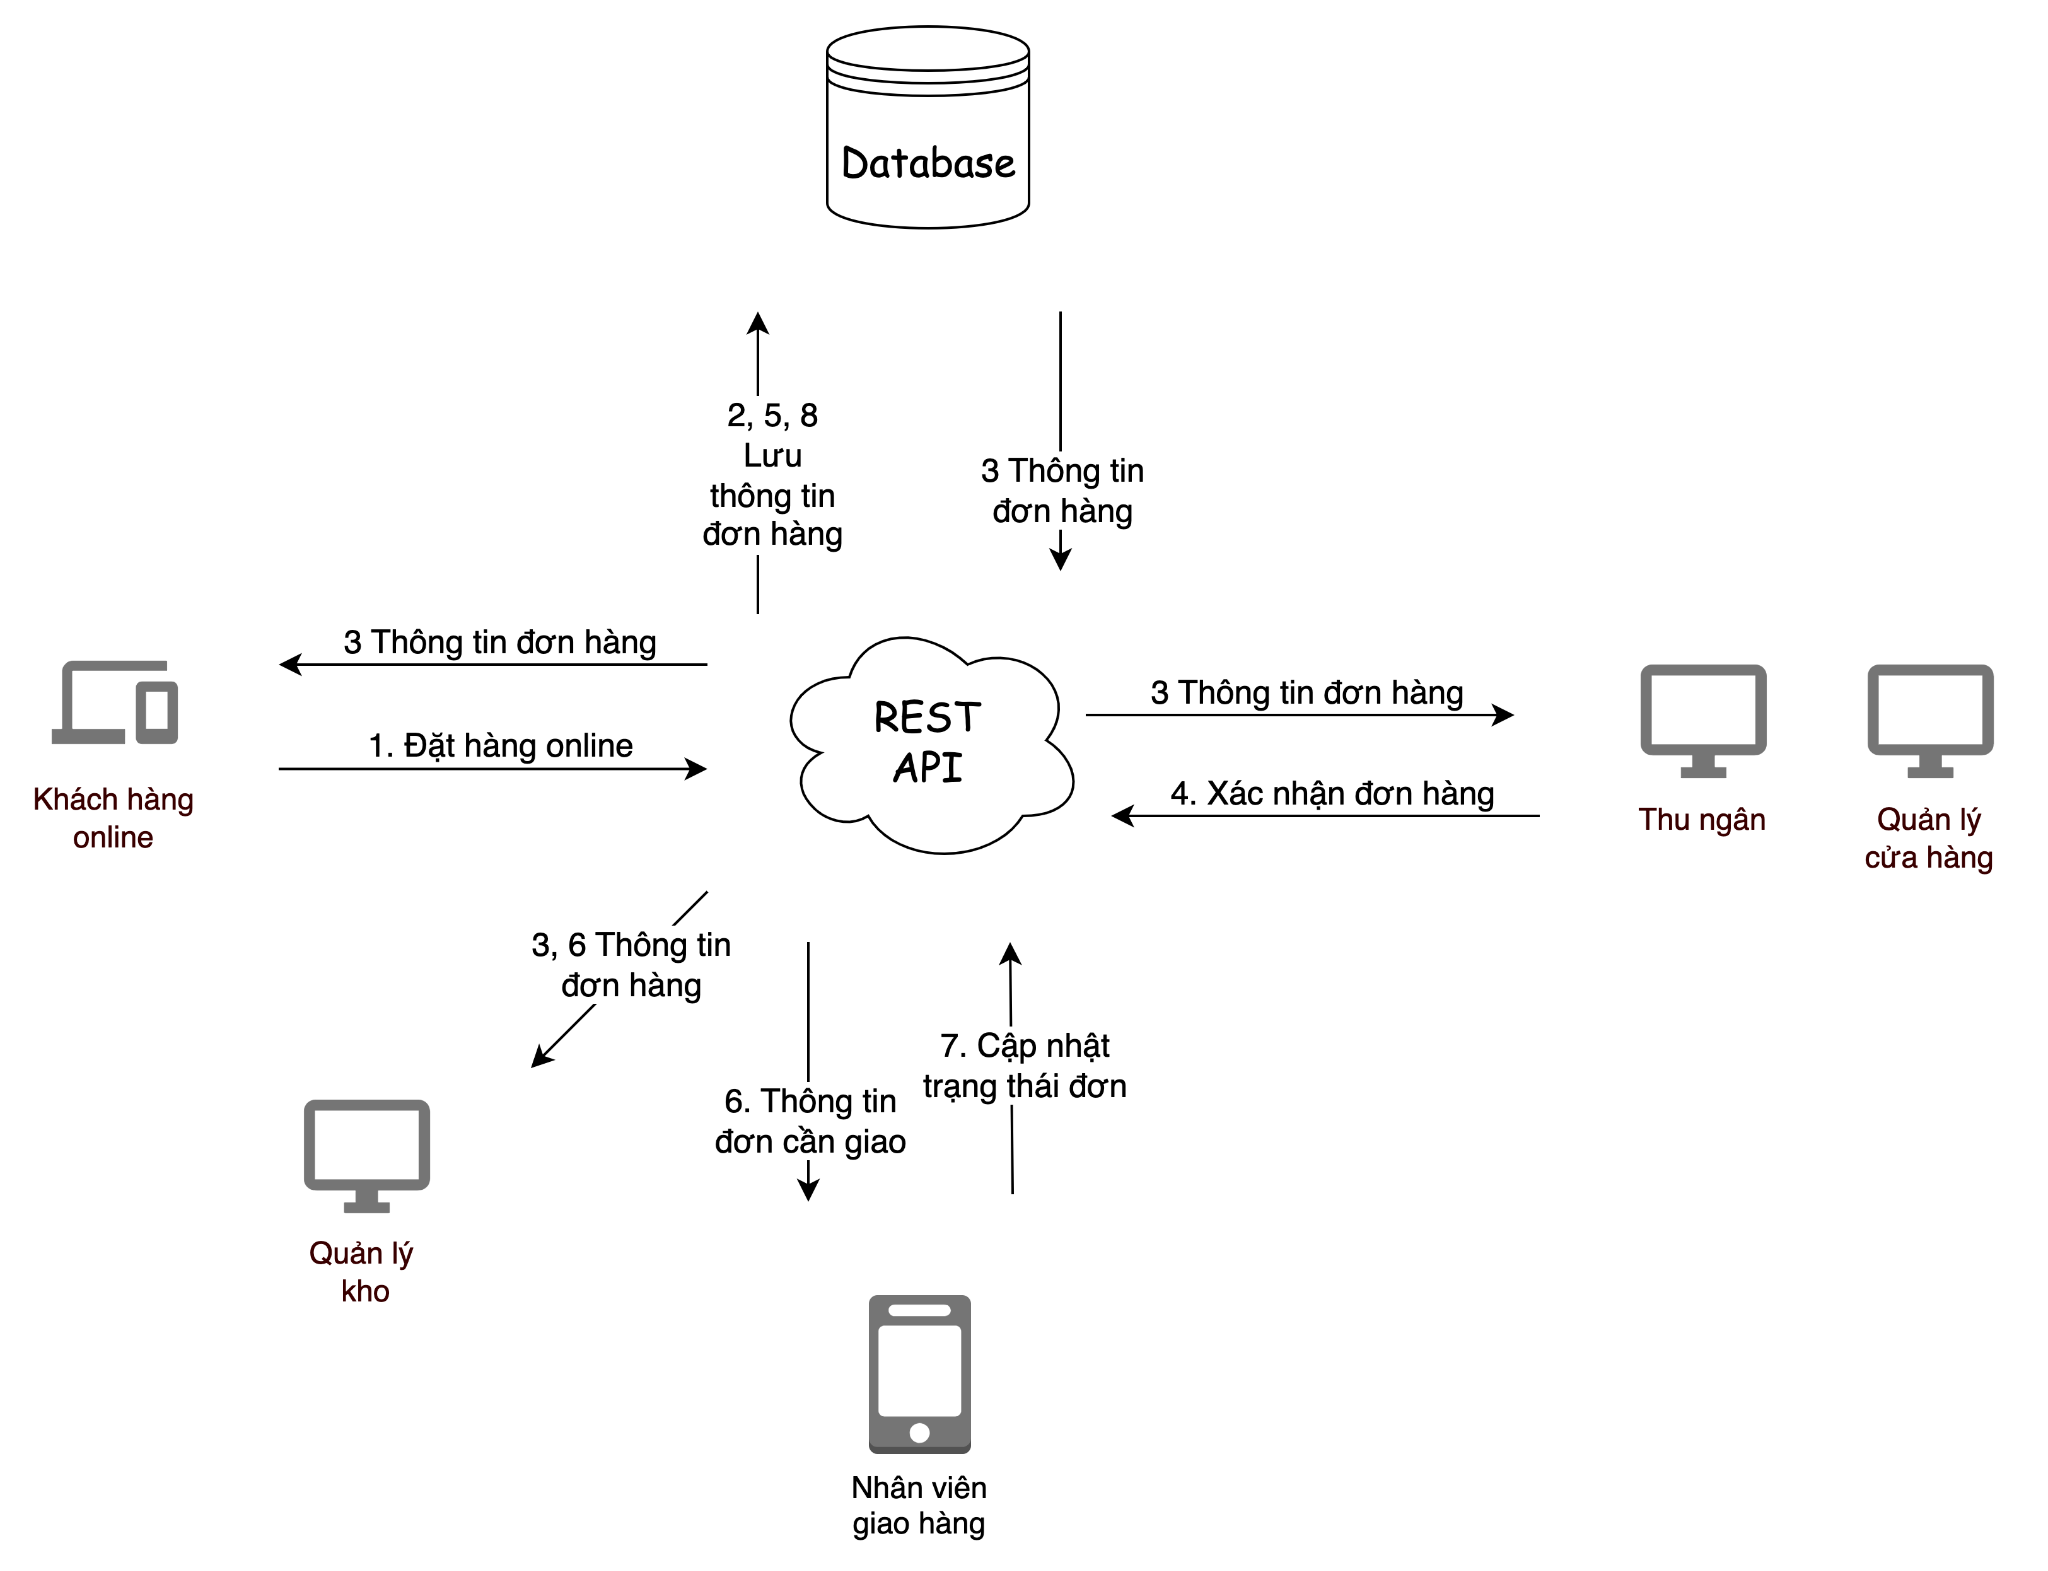 Database
2, 5, 8
Lưu
thông tin
đơn hàng
3 Thông tin
đơn hàng
3 Thông tin đơn hàng
1. Đặt hàng online
Khách hàng
online
REST
API
3 Thông tin đơn hàng
4. Xác nhận đơn hàng
Thu ngân
Quản lý
cửa hàng
3, 6 Thông tin
đơn hàng
6. Thông tin
đơn cần giao
7. Cập nhật
trạng thái đơn
Quản lý
kho
Nhân viên
giao hàng